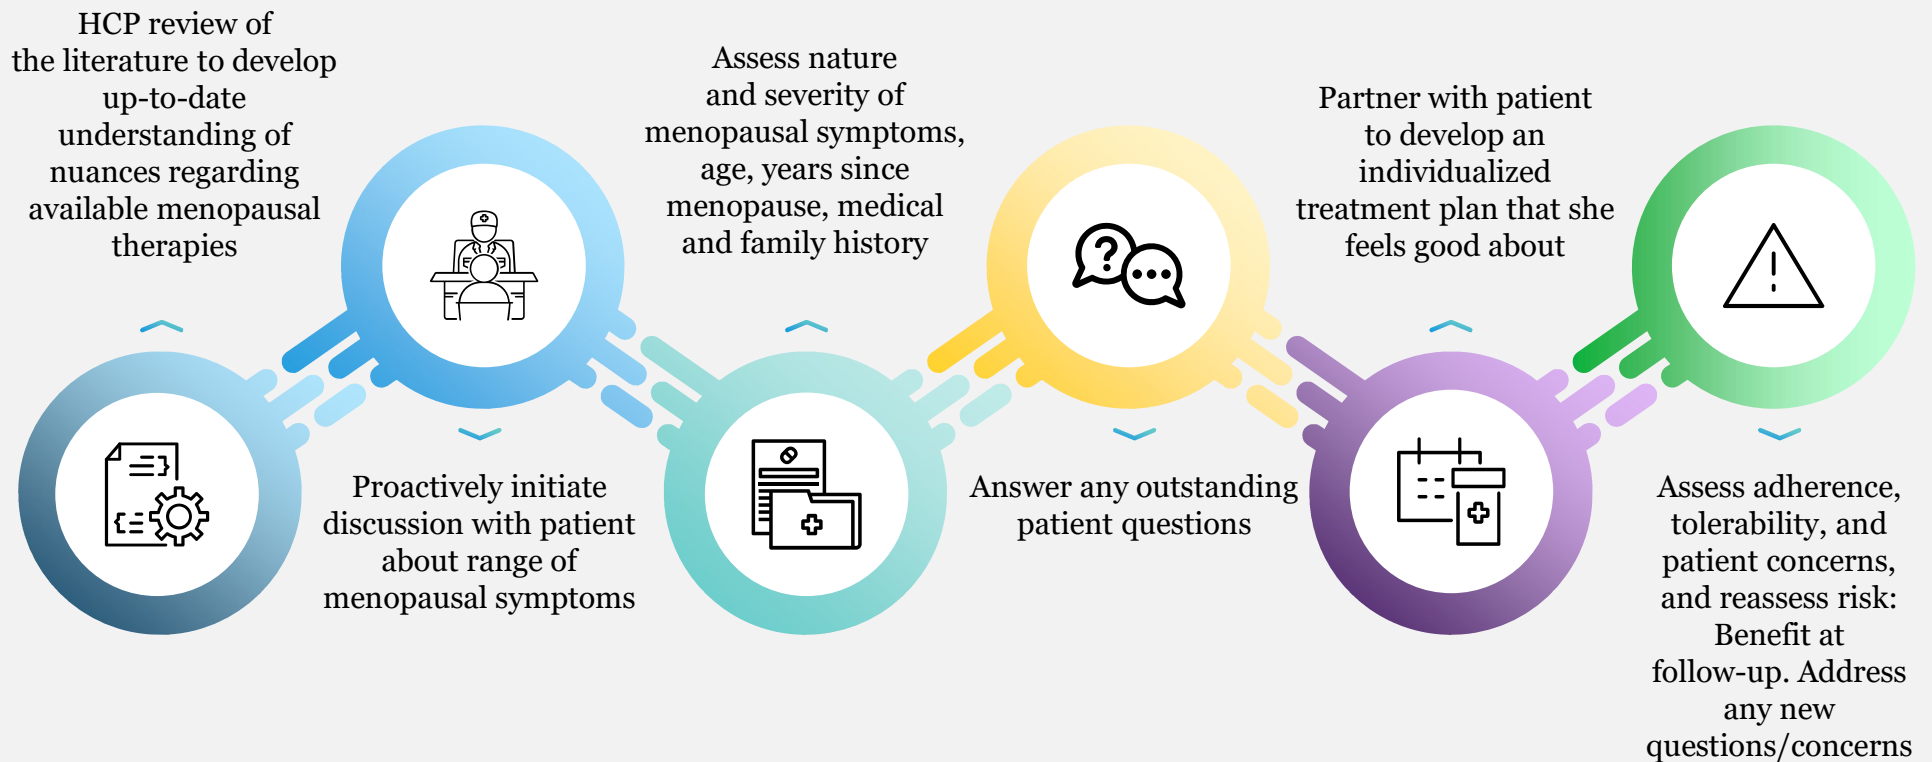 HCP review of
the literature to develop
up-to-date
understanding of
nuances regarding
available menopausal
therapies
Proactively initiate
discussion with patient
about range of
menopausal symptoms
Assess nature
and severity of
menopausal symptoms,
age, years since
menopause, medical
and family history
Answer any outstanding
patient questions
Partner with patient
to develop an
individualized
treatment plan that she
feels good about
Assess adherence,
tolerability, and
patient concerns,
and reassess risk:
Benefit at
follow-up. Address
any new
questions/concerns